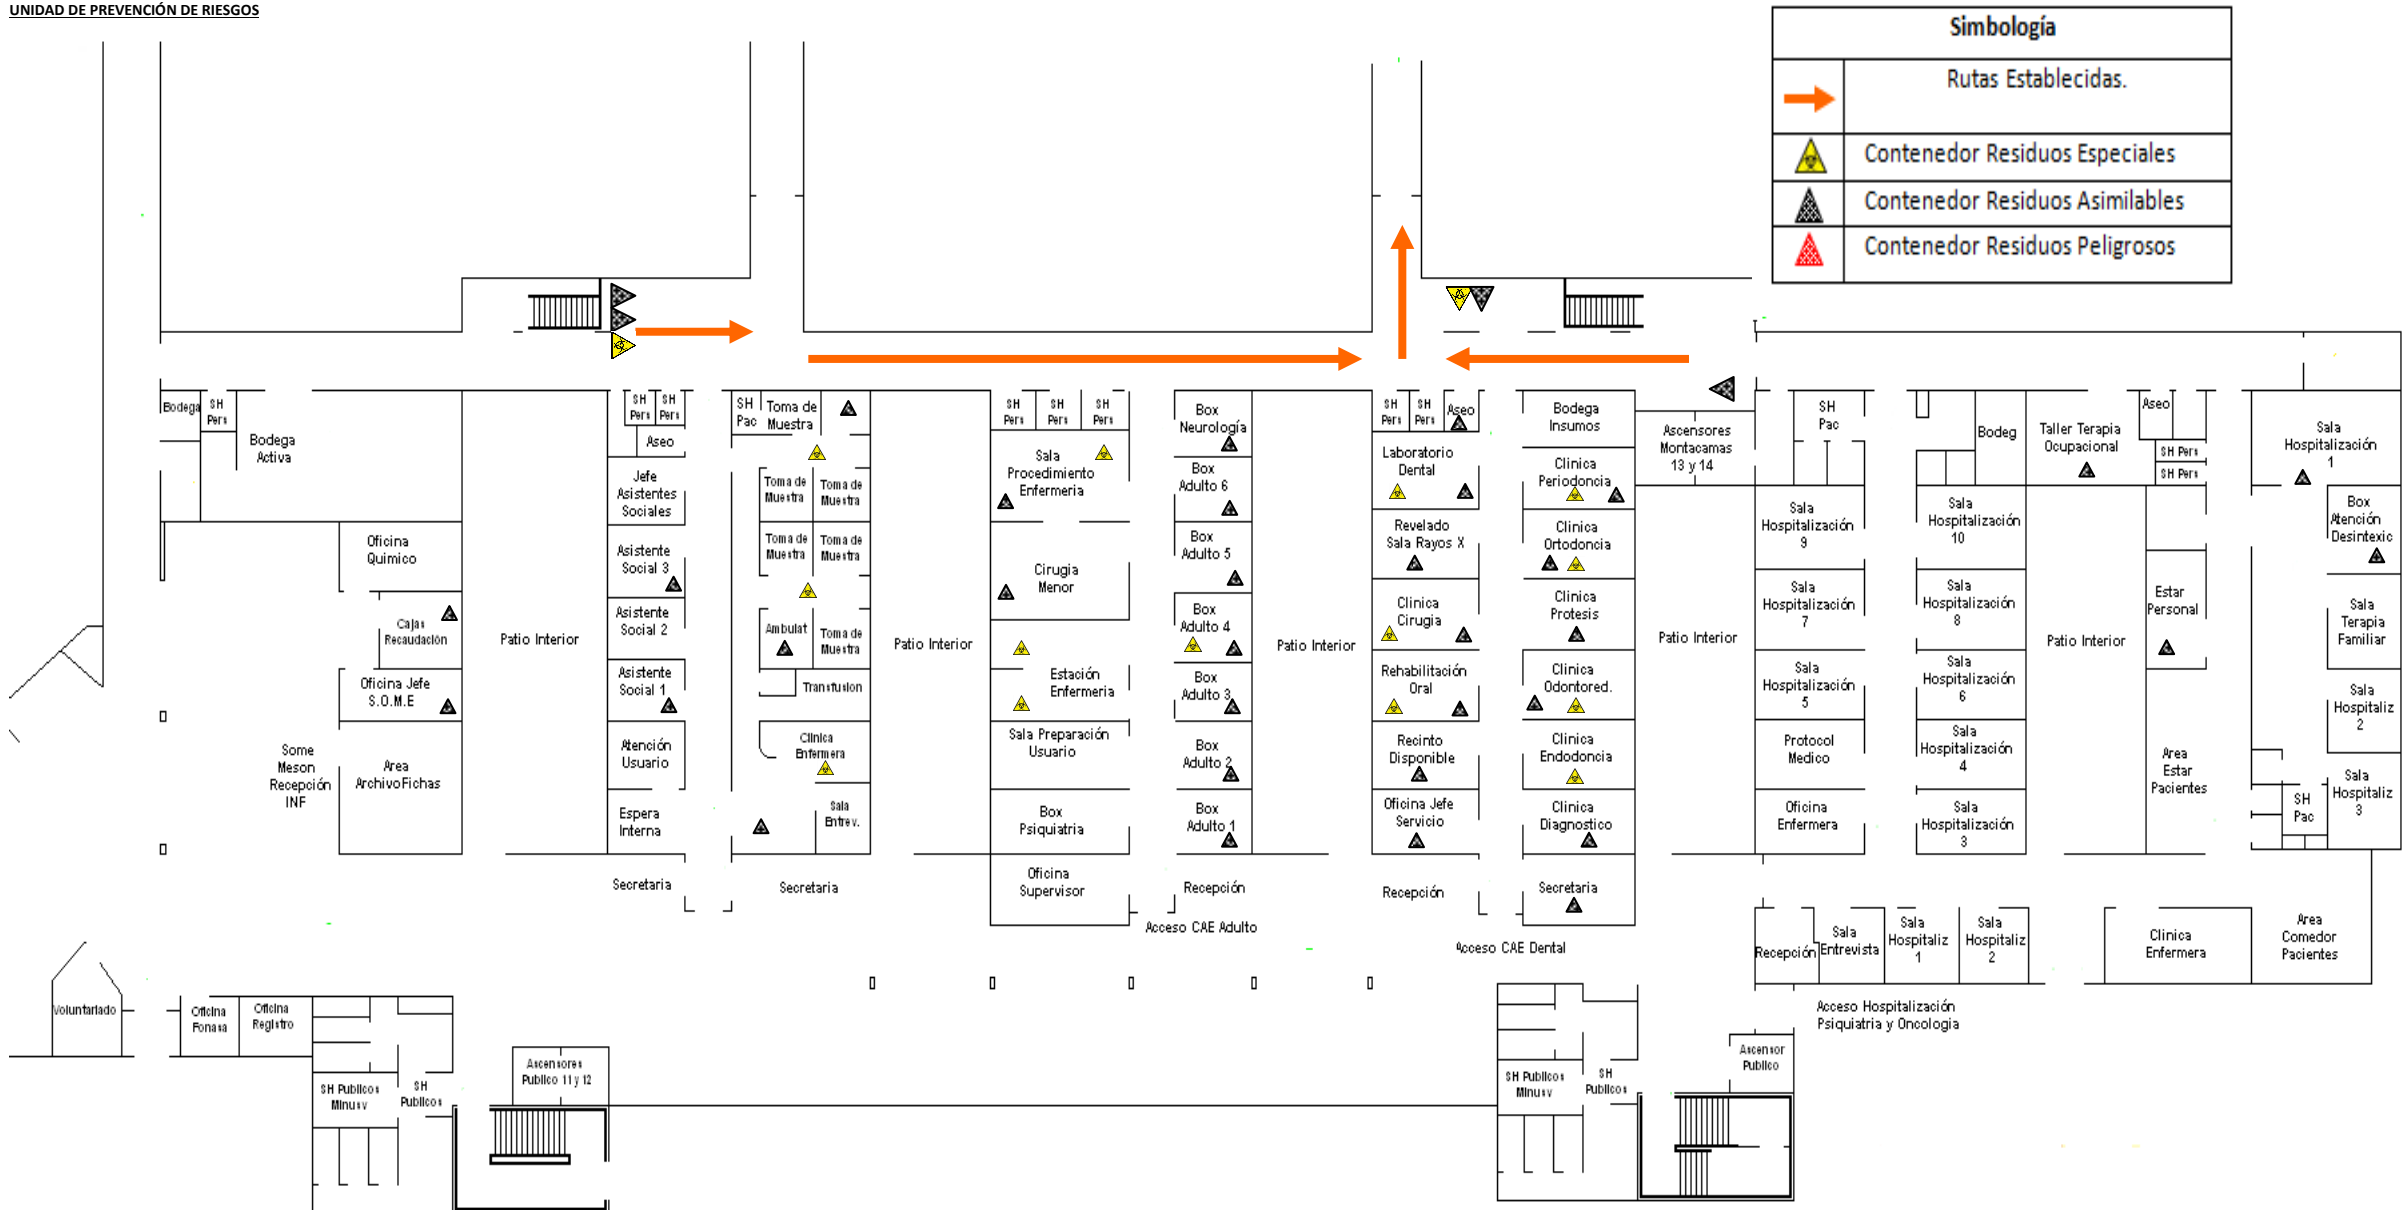 UNIDAD DE PREVENCIÓN DE RIESGOS
Simbología
Rutas Establecidas.
Contenedor Residuos Especiales
Contenedor Residuos Asimilables
Contenedor Residuos Peligrosos
Bodega
SH
Pers
Bodega
Activa
Oficina
Quimico
Cajas
Recaudación
Oficina Jefe
S.O.M.E
Some
Meson
Recepción
INF
Area
Archivo Fichas
Patio Interior
SH
Pers
SH
Pers
Aseo
Jefe
Asistentes
Sociales
Asistente
Social 3
Asistente
Social 2
Asistente
Social 1
Atención
Usuario
Espera
Interna
Secretaria
SH
Pac
Toma de
Muestra
Toma de
Muestra
Toma de
Muestra
Toma de
Muestra
Toma de
Muestra
Ambulat
Toma de
Muestra
Transfusion
Clinica
Enfermera
Sala
Entrev.
Secretaria
Patio Interior
SH
Pers
SH
Pers
SH
Pers
Sala
Procedimiento
Enfermeria
Cirugia
Menor
Estación
Enfermeria
Sala Preparación
Usuario
Box
Psiquiatria
Oficina
Supervisor
Box
Neurología
Box
Adulto 6
Box
Adulto 5
Box
Adulto 4
Box
Adulto 3
Box
Adulto 2
Box
Adulto 1
Recepción
Acceso CAE Adulto
Patio Interior
SH
Pers
SH
Pers
Aseo
Laboratorio
Dental
Revelado
Sala Rayos X
Clinica
Cirugia
Rehabilitación
Oral
Recinto
Disponible
Oficina Jefe
Servicio
Recepción
Acceso CAE Dental
Bodega
Insumos
Clinica
Periodoncia
Clinica
Ortodoncia
Clinica
Protesis
Clinica
Odontored.
Clinica
Endodoncia
Clinica
Diagnostico
Secretaria
Ascensores
Montacamas
13 y 14
Patio Interior
SH
Pac
Sala
Hospitalización
9
Sala
Hospitalización
7
Sala
Hospitalización
5
Protocol
Medico
Oficina
Enfermera
Bodeg
Sala
Hospitalización
10
Sala
Hospitalización
8
Sala
Hospitalización
6
Sala
Hospitalización
4
Sala
Hospitalización
3
Taller Terapia
Ocupacional
Patio Interior
Aseo
SH Pers
SH Pers
Estar
Personal
Area
Estar
Pacientes
Sala
Hospitalización
1
Box
Atención
Desintexic
Sala
Terapia
Familiar
Sala
Hospitaliz
2
Sala
Hospitaliz
3
SH
Pac
Recepción
Sala
Entrevista
Sala
Hospitaliz
1
Sala
Hospitaliz
2
Clinica
Enfermera
Area
Comedor
Pacientes
Acceso Hospitalización
Psiquiatria y Oncologia
Voluntariado
Oficina
Fonasa
Oficina
Registro
SH Publicos
Minusv
SH
Publicos
Ascensores
Publico 11 y 12
SH Publicos
Minusv
SH
Publicos
Ascensor
Publico